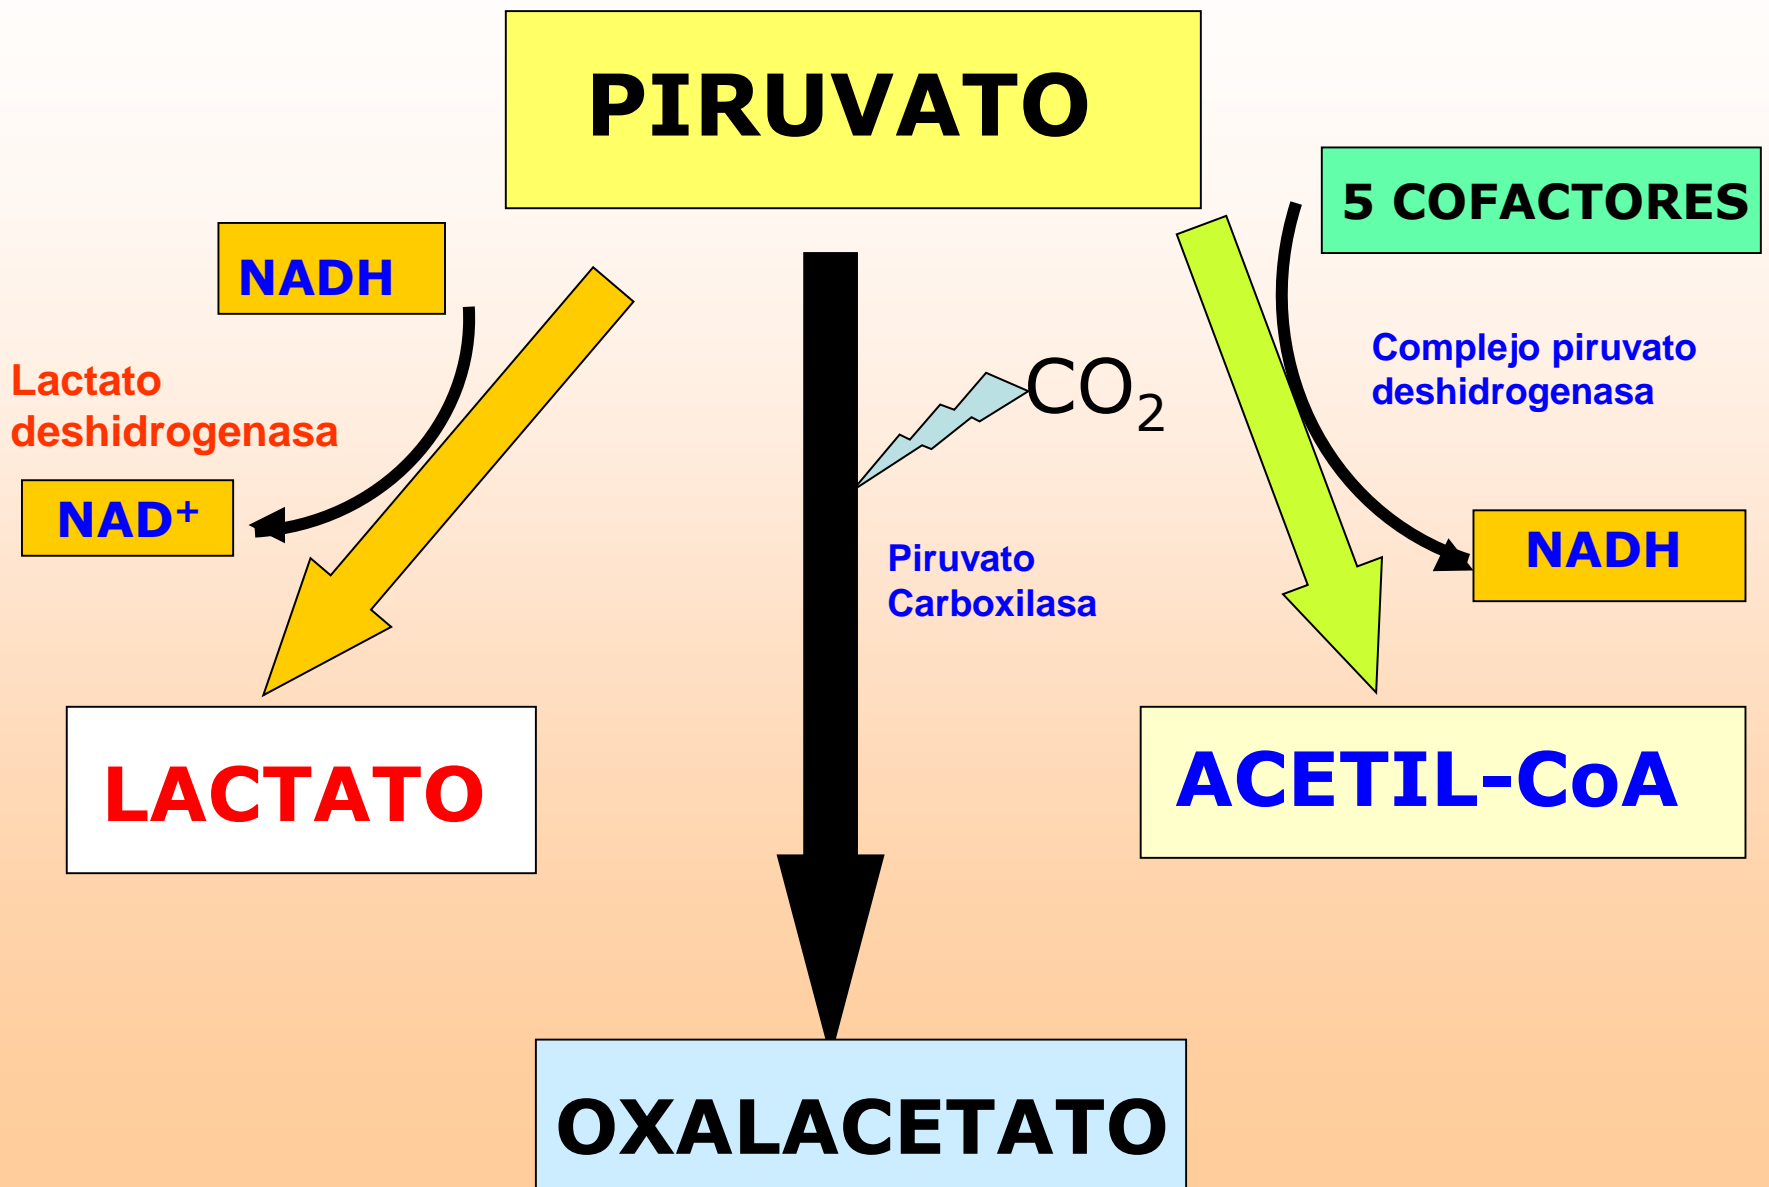 PIRUVATO
5 COFACTORES
NADH
Lactato
deshidrogenasa
NAD⁺
CO₂
Complejo piruvato
deshidrogenasa
Piruvato
Carboxilasa
NADH
LACTATO
ACETIL-CoA
OXALACETATO